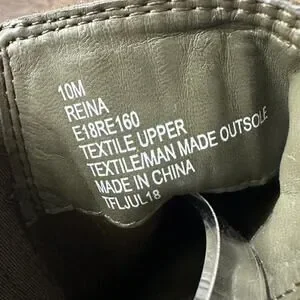 10M
REINA
E18RE160
TEXTILE UPPER
TEXTILE/MAN MADE OUTSOLE
MADE IN CHINA
TFLJUL18